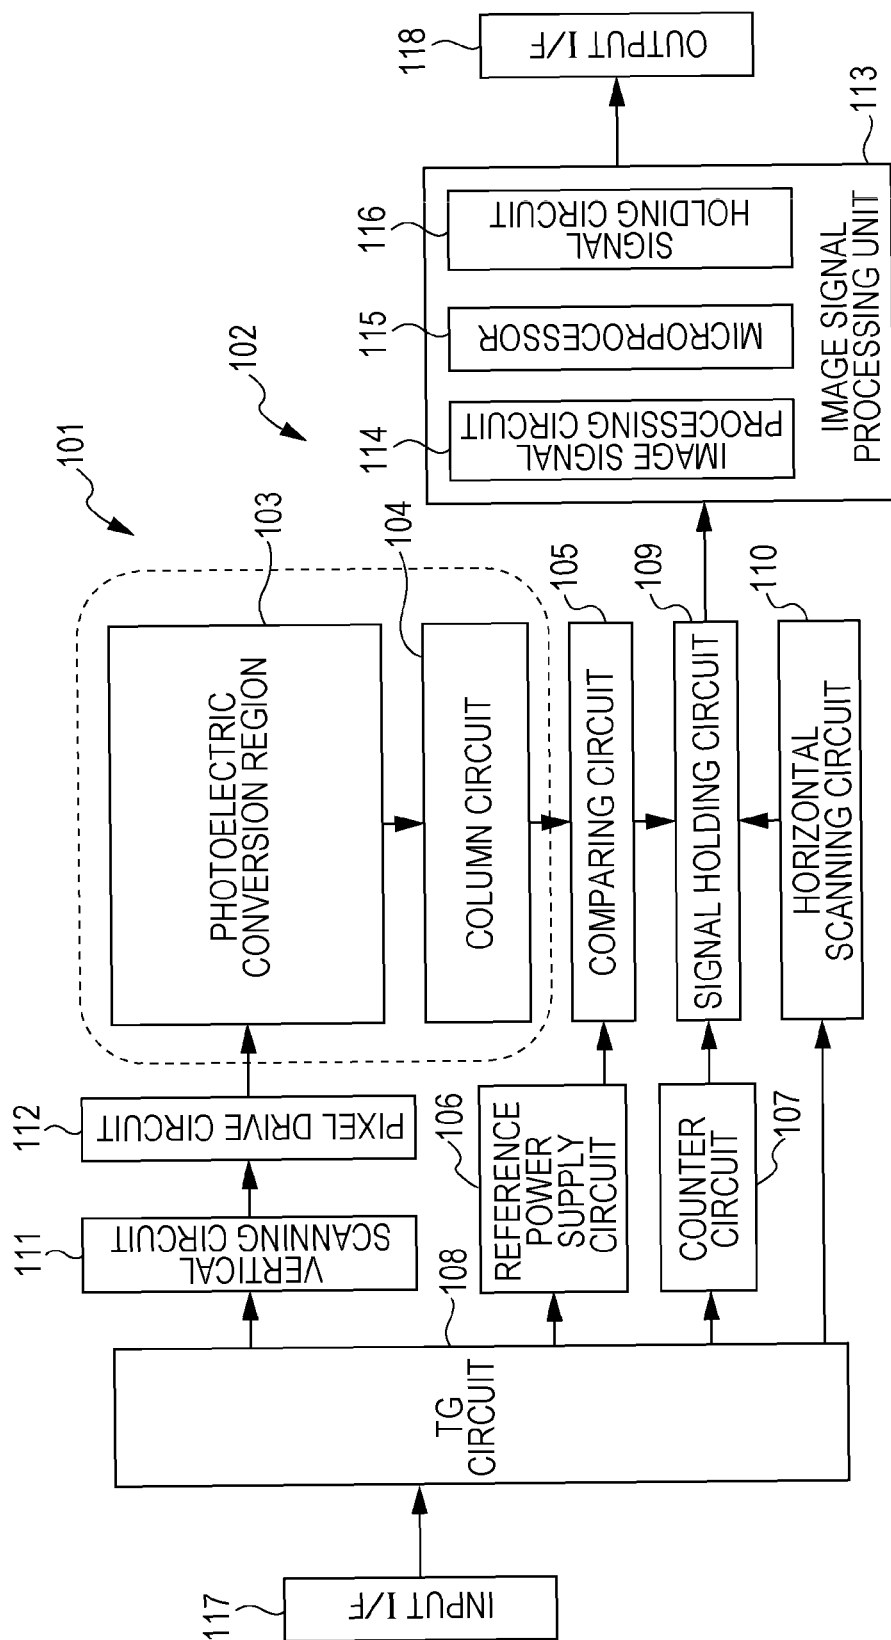 101
102
118
OUTPUT I/F
103
PHOTOELECTRIC
CONVERSION REGION
104
COLUMN CIRCUIT
112
PIXEL DRIVE CIRCUIT
111
VERTICAL
SCANNING CIRCUIT
114
IMAGE SIGNAL
PROCESSING CIRCUIT
115
MICROPROCESSOR
116
SIGNAL
HOLDING CIRCUIT
IMAGE SIGNAL
PROCESSING UNIT
113
105
COMPARING CIRCUIT
106
REFERENCE
POWER
SUPPLY
CIRCUIT
108
TG
CIRCUIT
109
SIGNAL HOLDING CIRCUIT
107
COUNTER
CIRCUIT
110
HORIZONTAL
SCANNING CIRCUIT
117
INPUT I/F